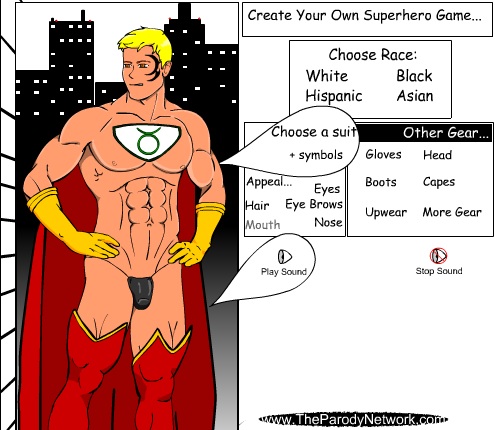 Create Your Own Superhero Game...
Choose Race:
White Black
Hispanic Asian
Choose a suit
+ symbols
Other Gear...
Appeal...
Eyes
Hair
Eye Brows
Mouth
Nose
Gloves Head
Boots Capes
Upwear More Gear
Play Sound
Stop Sound
www.TheParodyNetwork.com